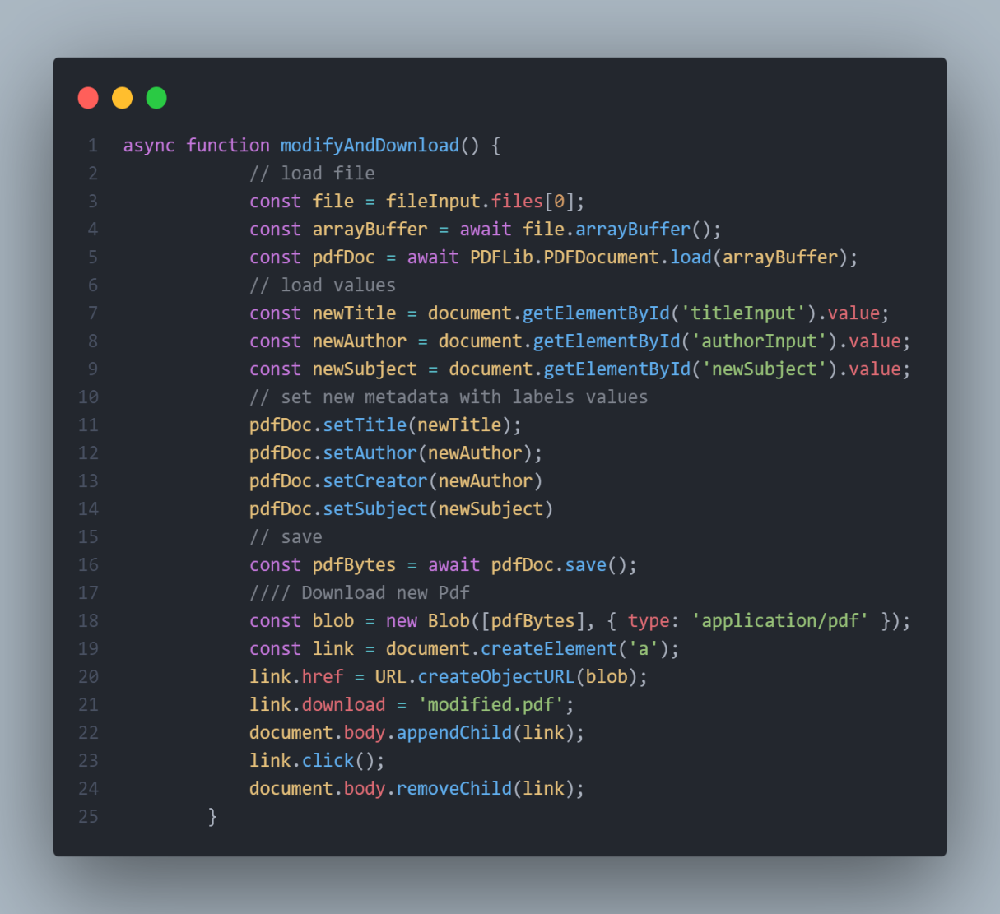 1 async function modifyAndDownload() {
2 // load file
3 const file = fileInput.files[0];
4 const arrayBuffer = await file.arrayBuffer();
5 const pdfDoc = await PDFLib.PDFDocument.load(arrayBuffer);
6 // load values
7 const newTitle = document.getElementById('titleInput').value;
8 const newAuthor = document.getElementById('authorInput').value;
9 const newSubject = document.getElementById('newSubject').value;
10 // set new metadata with labels values
11 pdfDoc.setTitle(newTitle);
12 pdfDoc.setAuthor(newAuthor);
13 pdfDoc.setCreator(newAuthor)
14 pdfDoc.setSubject(newSubject)
15 // save
16 const pdfBytes = await pdfDoc.save();
17 //// Download new Pdf
18 const blob = new Blob([pdfBytes], { type: 'application/pdf' });
19 const link = document.createElement('a');
20 link.href = URL.createObjectURL(blob);
21 link.download = 'modified.pdf';
22 document.body.appendChild(link);
23 link.click();
24 document.body.removeChild(link);
25 }